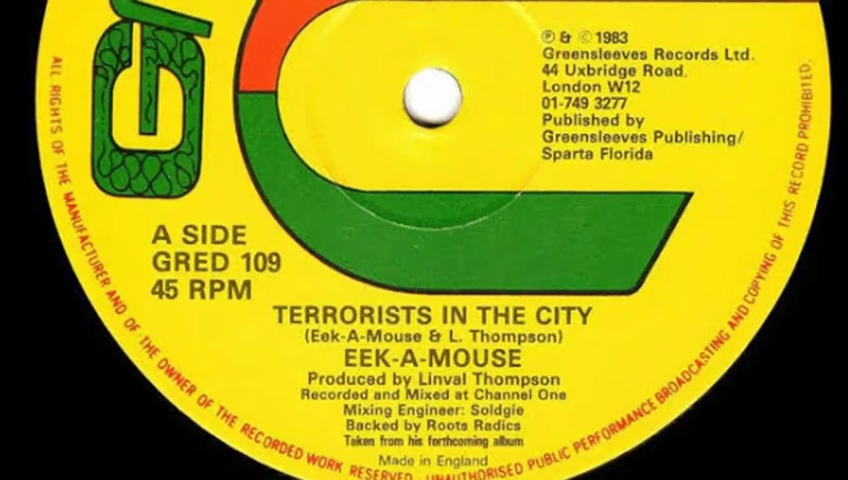 ℗ & © 1983
Greensleeves Records Ltd.
44 Uxbridge Road.
London W12
01-749 3277
Published by
Greensleeves Publishing/
Sparta Florida
A SIDE
GRED 109
45 RPM
TERRORISTS IN THE CITY
(Eek-A-Mouse & L. Thompson)
EEK-A-MOUSE
Produced by Linval Thompson
Recorded and Mixed at Channel One
Mixing Engineer: Soldgie
Backed by Roots Radics
Taken from his forthcoming album
Made in England
ALL RIGHTS OF THE MANUFACTURER AND OF THE OWNER OF THE RECORDED WORK RESERVED - UNAUTHORISED PUBLIC PERFORMANCE BROADCASTING AND COPYING OF THIS RECORD PROHIBITED.